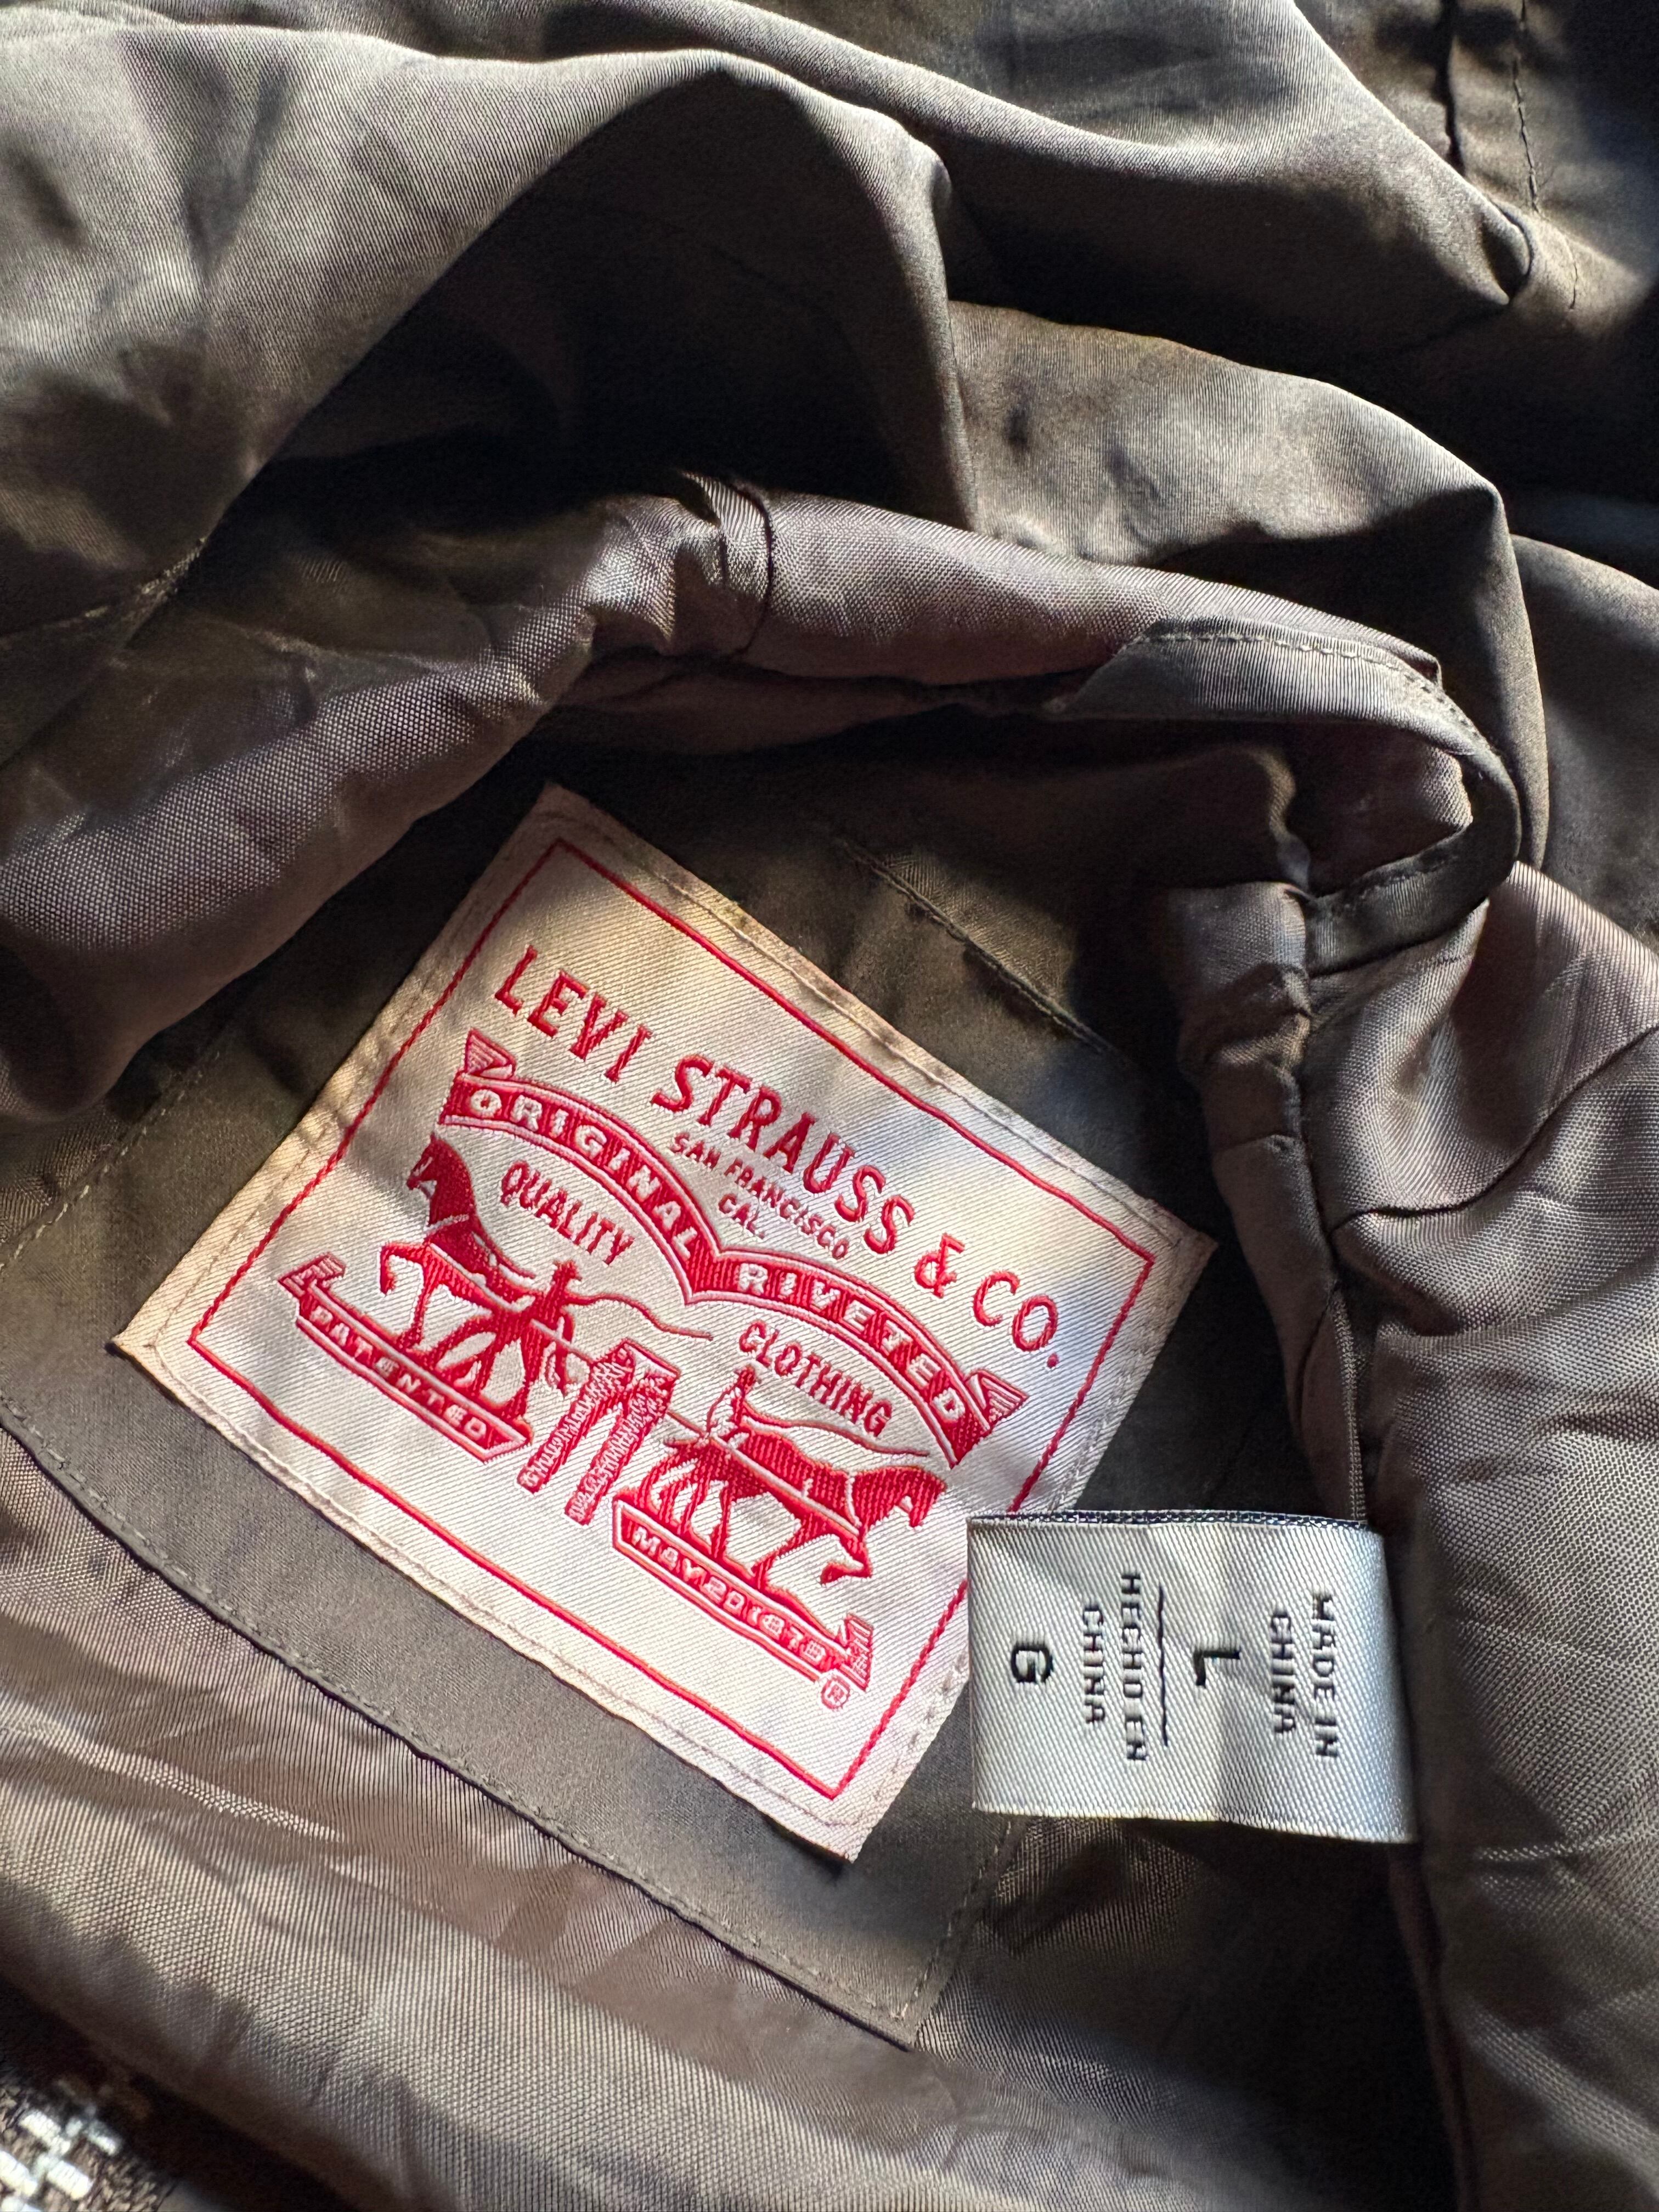 LEVI STRAUSS & CO.
SAN FRANCISCO
CAL.
ORIGINAL RIVETED
QUALITY CLOTHING
PATENTED
MAY 20 1873
®
MADE IN
CHINA
L
HECHO EN
CHINA
G